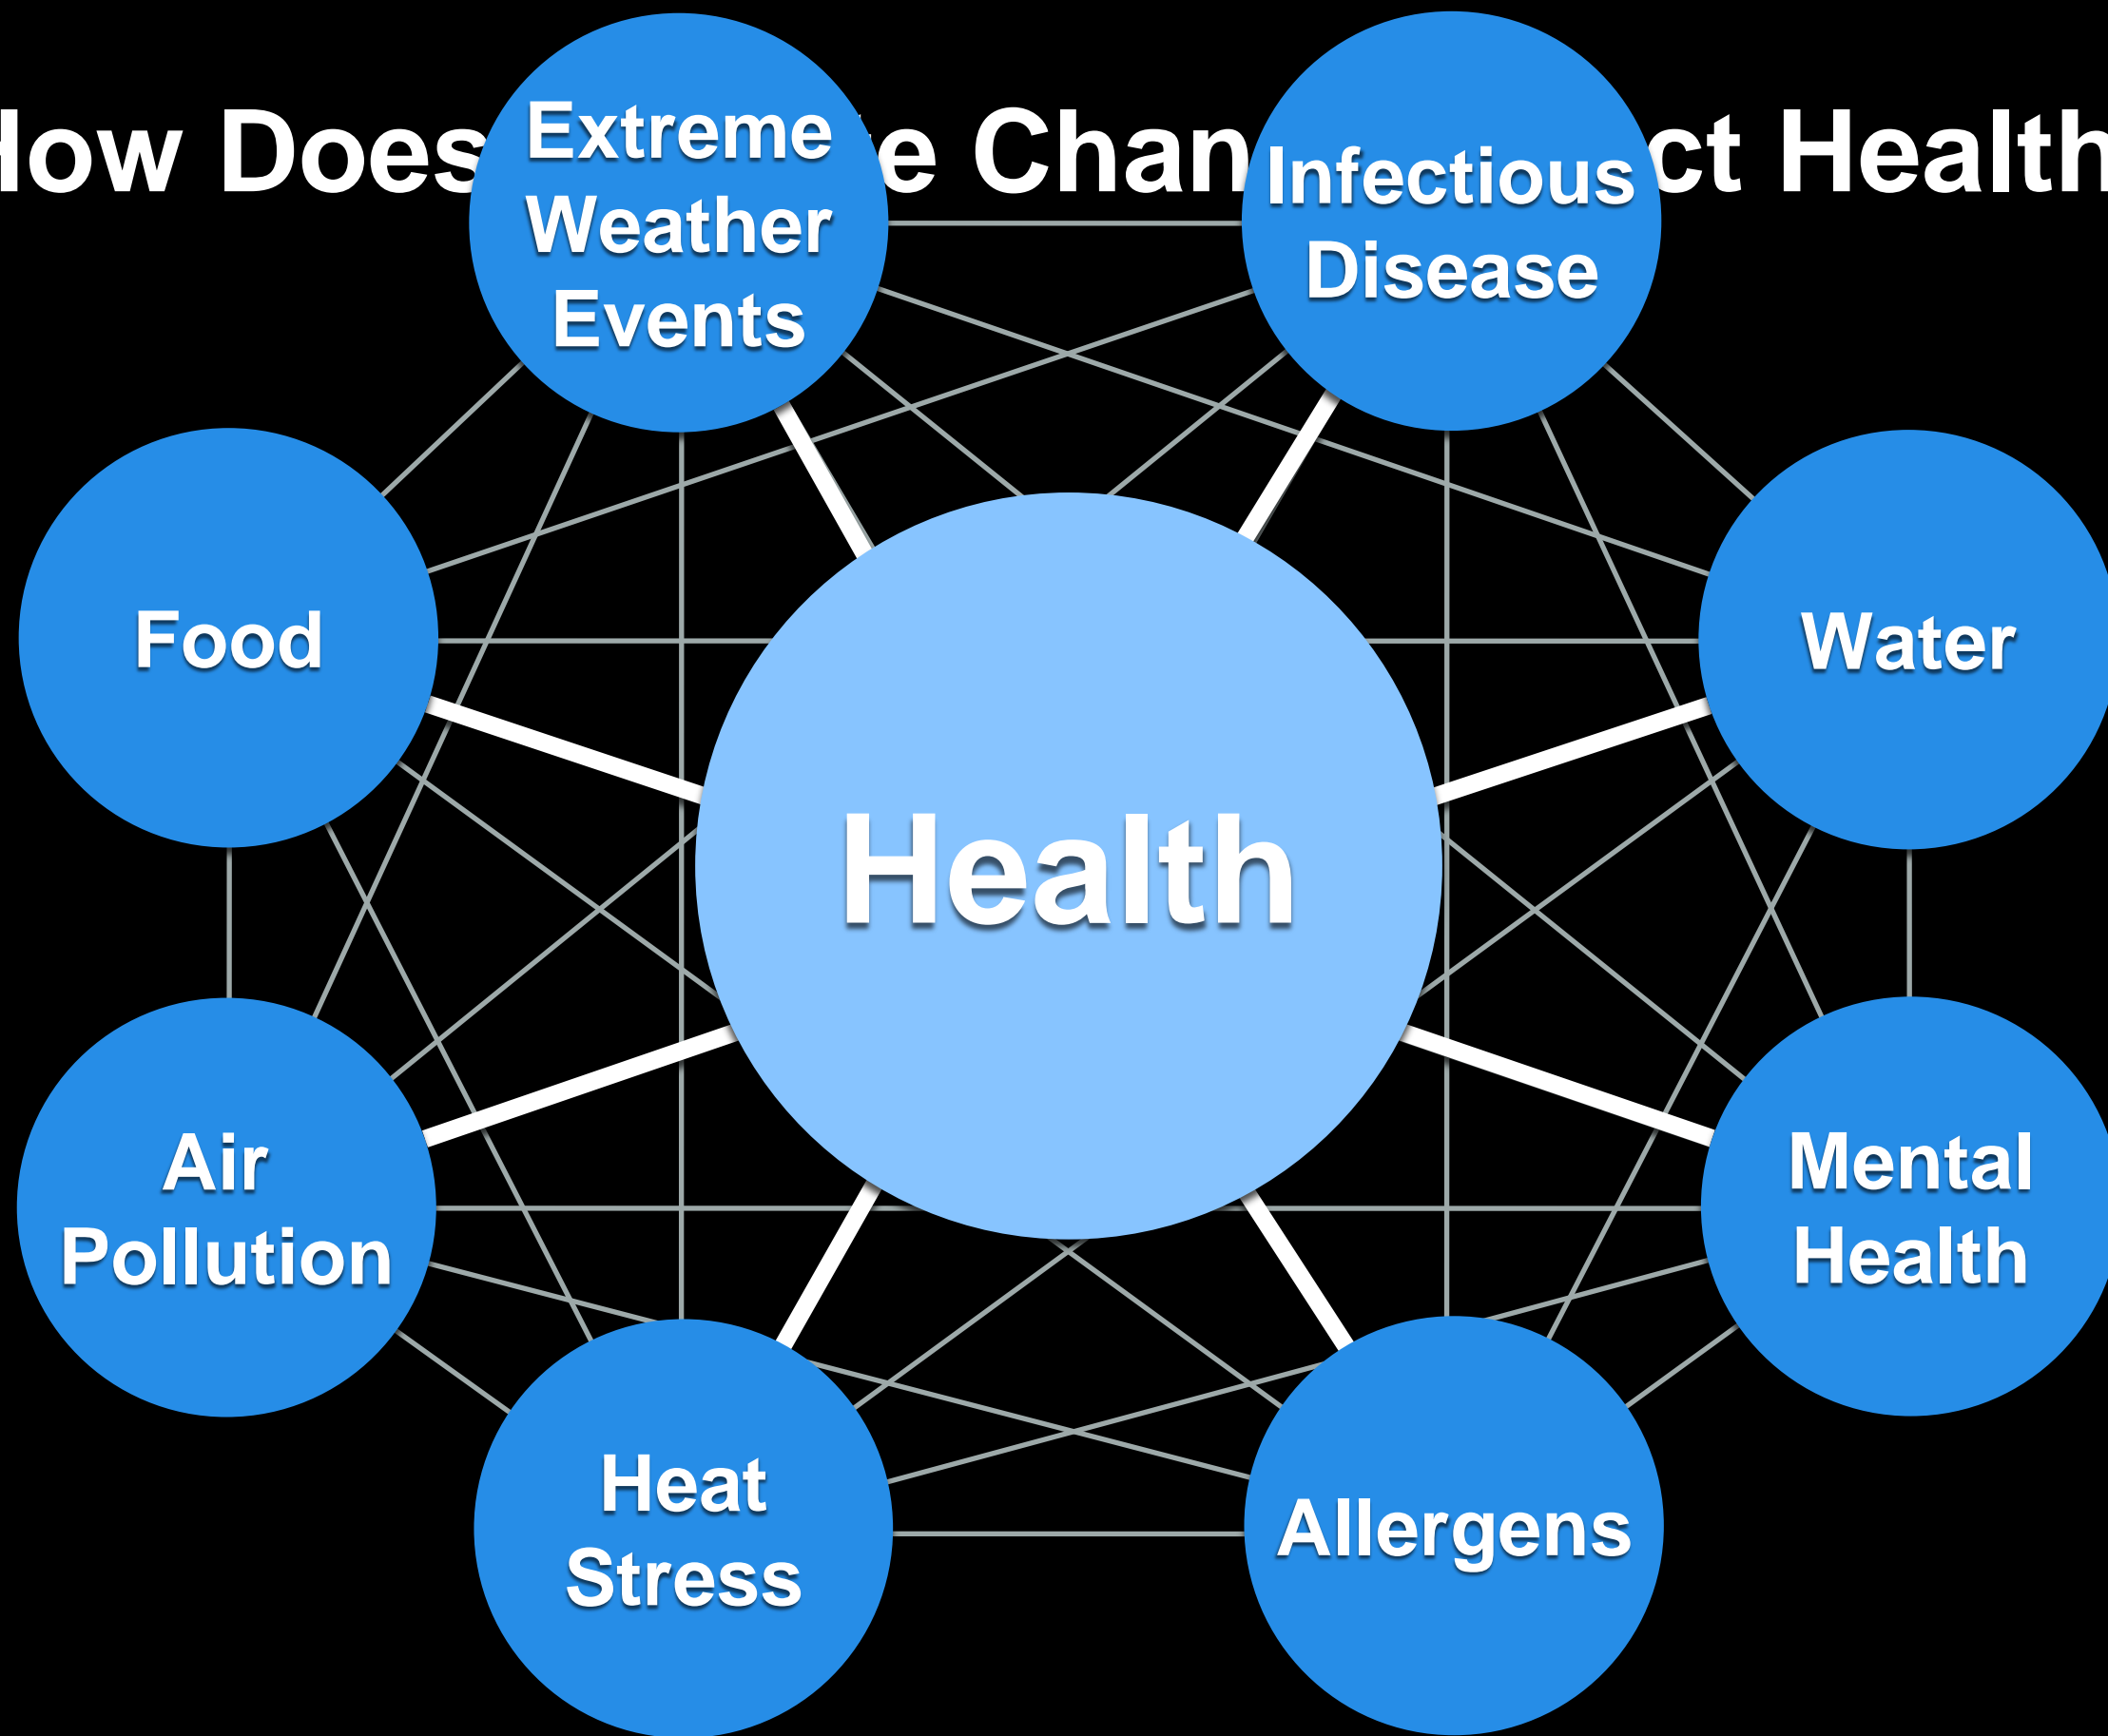 How Does e Chan ct Health
Extreme
Weather
Events
Infectious
Disease
Food
Water
Health
Air
Pollution
Mental
Health
Heat
Stress
Allergens